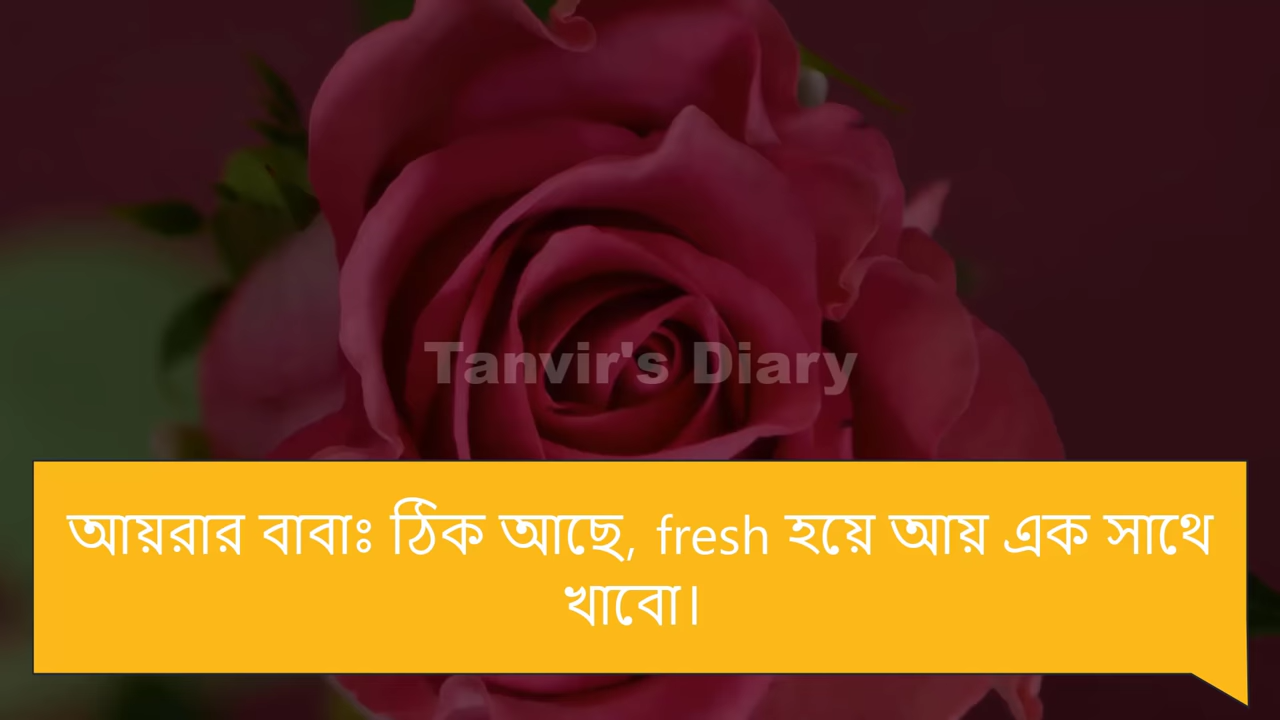 Tanvir's Diary
আয়রার বাবাঃ ঠিক আছে, fresh হয়ে আয় এক সাথে
খাবো।